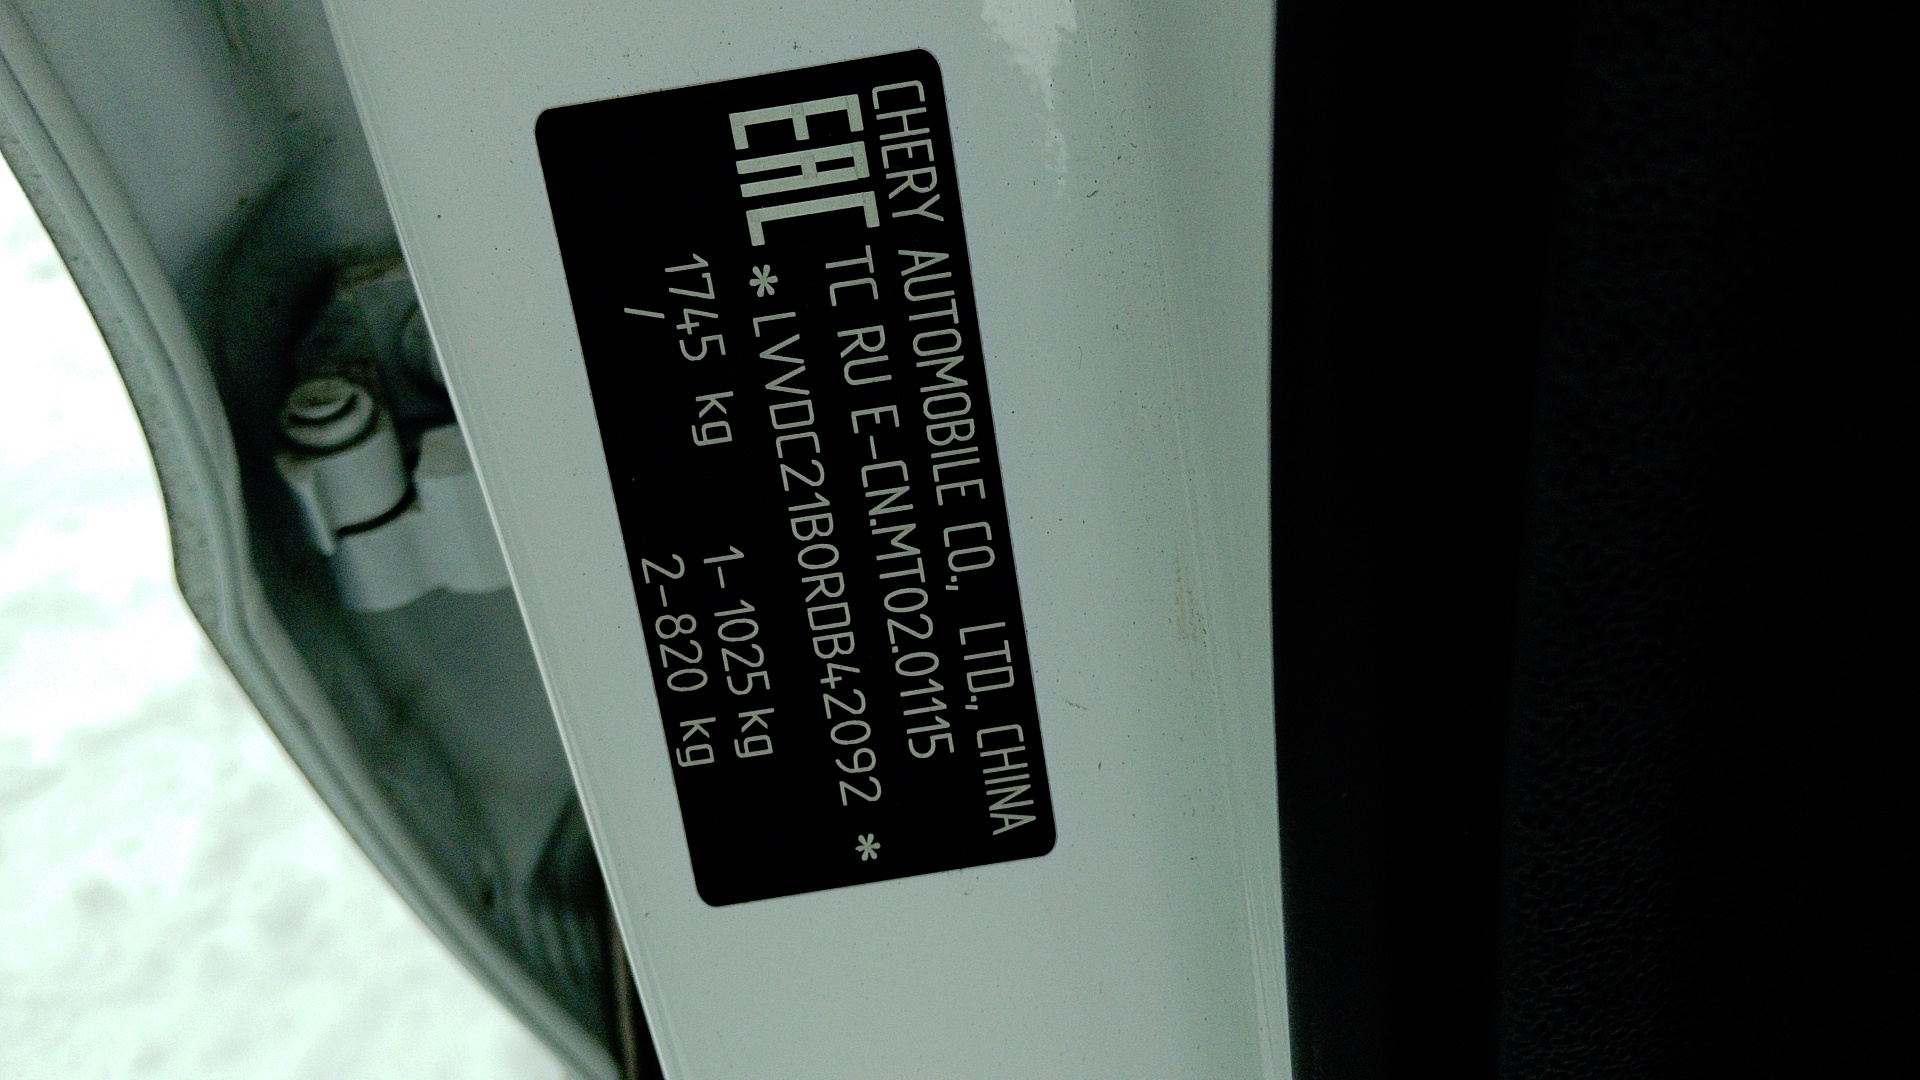 CHERY AUTOMOBILE CO., LTD., CHINA
EAC TC RU E-CN.MT02.01115
*LVVDC21B0RDB42092*
1745 kg 1-1025 kg
/ 2-820 kg